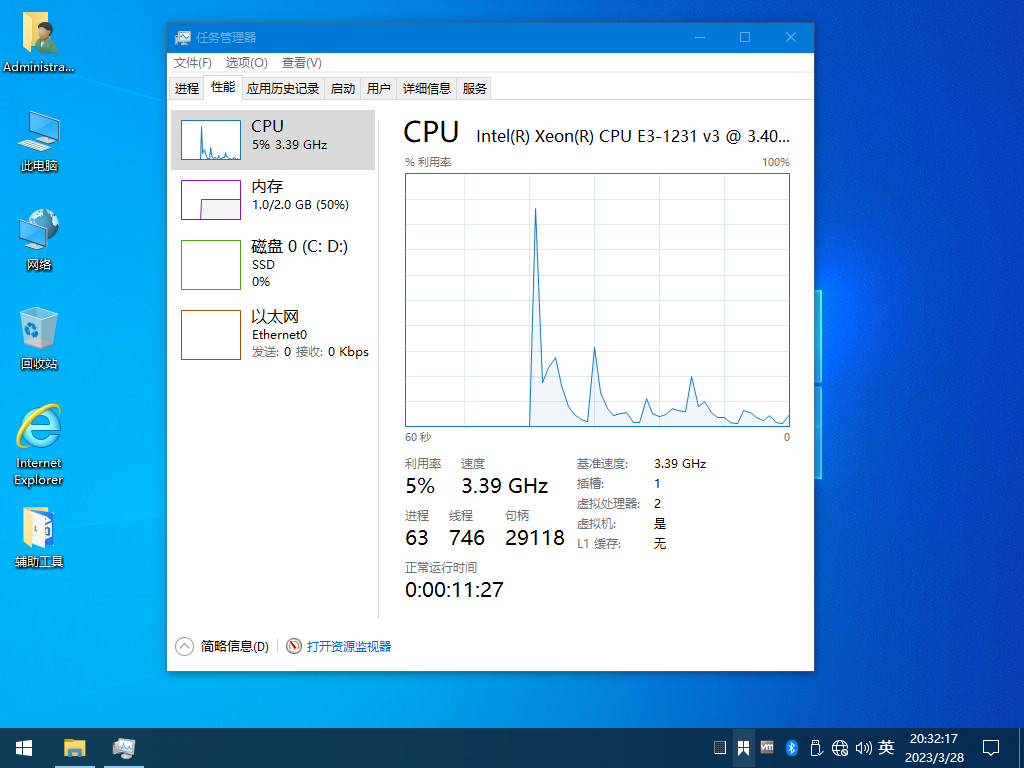 Administra...
此电脑
网络
回收站
Internet
Explorer
辅助工具
任务管理器
文件(F) 选项(O) 查看(V)
进程 性能 应用历史记录 启动 用户 详细信息 服务
CPU
5% 3.39 GHz
内存
1.0/2.0 GB (50%)
磁盘 0 (C: D:)
SSD
0%
以太网
Ethernet0
发送: 0 接收: 0 Kbps
CPU Intel(R) Xeon(R) CPU E3-1231 v3 @ 3.40...
% 利用率 100%
60 秒 0
利用率 速度
5% 3.39 GHz
进程 线程 句柄
63 746 29118
正常运行时间
0:00:11:27
基准速度: 3.39 GHz
插槽: 1
虚拟处理器: 2
虚拟机: 是
L1 缓存: 无
简略信息(D) 打开资源监视器
vm 英 20:32:17
2023/3/28